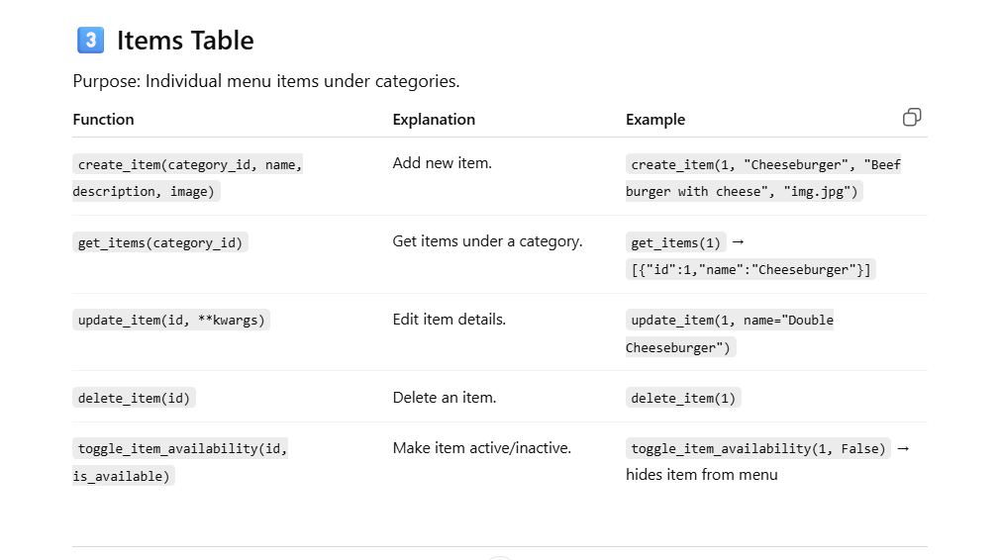 3 Items Table
Purpose: Individual menu items under categories.
Function Explanation Example
create_item(category_id, name, Add new item. create_item(1, "Cheeseburger", "Beef
description, image) burger with cheese", "img.jpg")
get_items(category_id) Get items under a category. get_items(1) →
[{"id":1,"name":"Cheeseburger"}]
update_item(id, **kwargs) Edit item details. update_item(1, name="Double
Cheeseburger")
delete_item(id) Delete an item. delete_item(1)
toggle_item_availability(id, Make item active/inactive. toggle_item_availability(1, False) →
is_available) hides item from menu